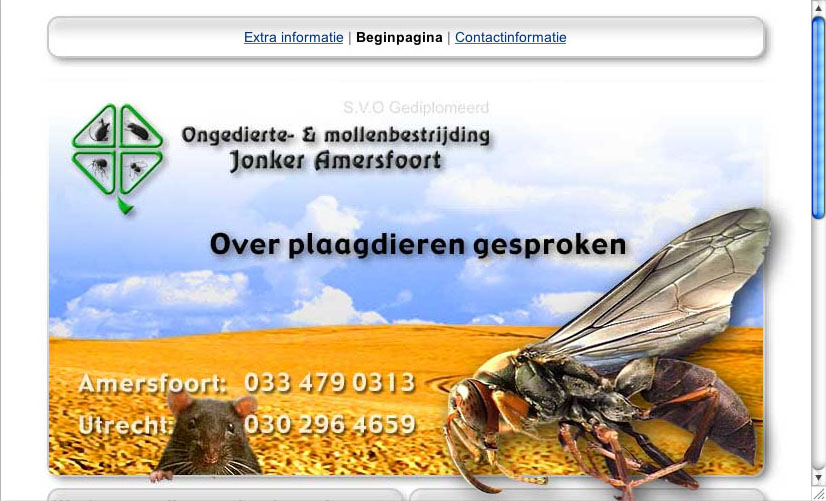 Extra informatie | Beginpagina | Contactinformatie
S.V.O Gediplomeerd
Ongedierte- & mollenbestrijding
Jonker Amersfoort
Over plaagdieren gesproken
Amersfoort: 033 479 0313
Utrecht: 030 296 4659